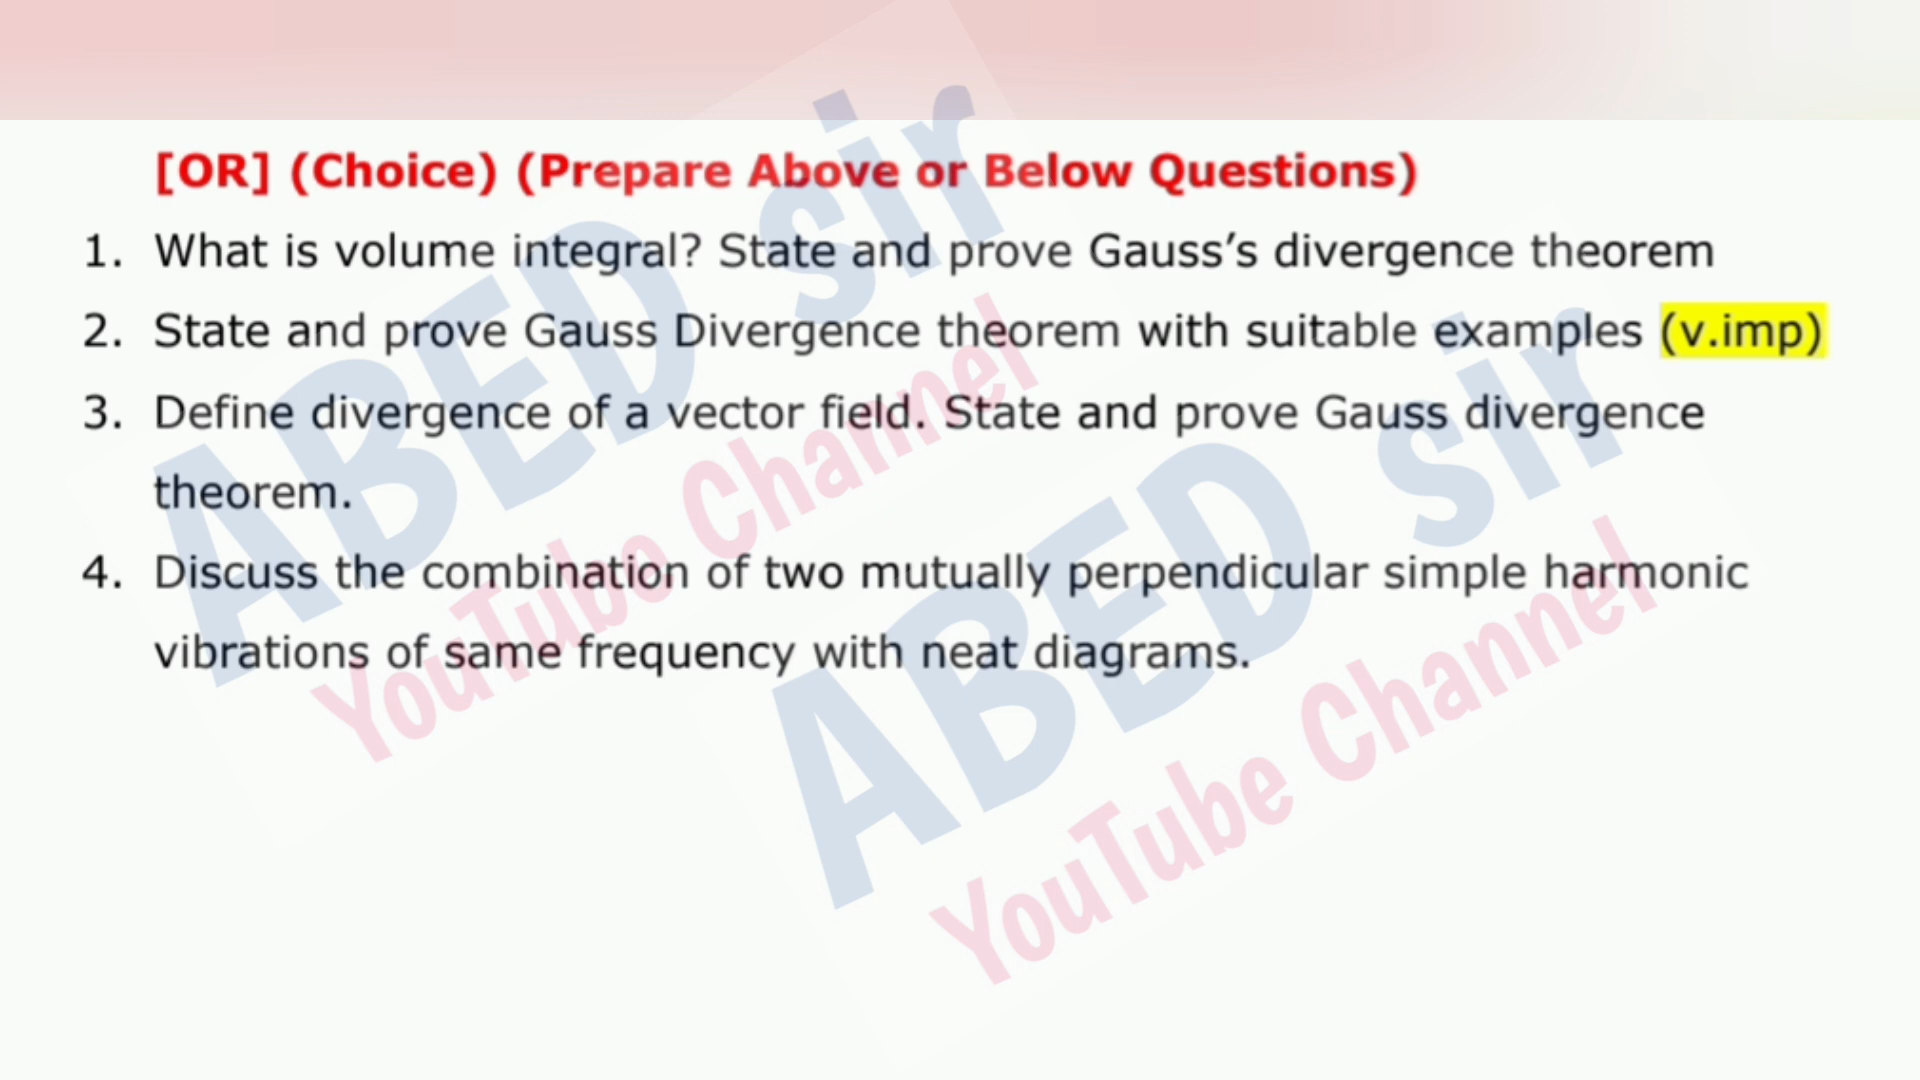 [OR] (Choice) (Prepare Above or Below Questions)
1. What is volume integral? State and prove Gauss’s divergence theorem
2. State and prove Gauss Divergence theorem with suitable examples (v.imp)
3. Define divergence of a vector field. State and prove Gauss divergence
theorem.
4. Discuss the combination of two mutually perpendicular simple harmonic
vibrations of same frequency with neat diagrams.
ABED sir
YouTube Channel
ABED sir
YouTube Channel